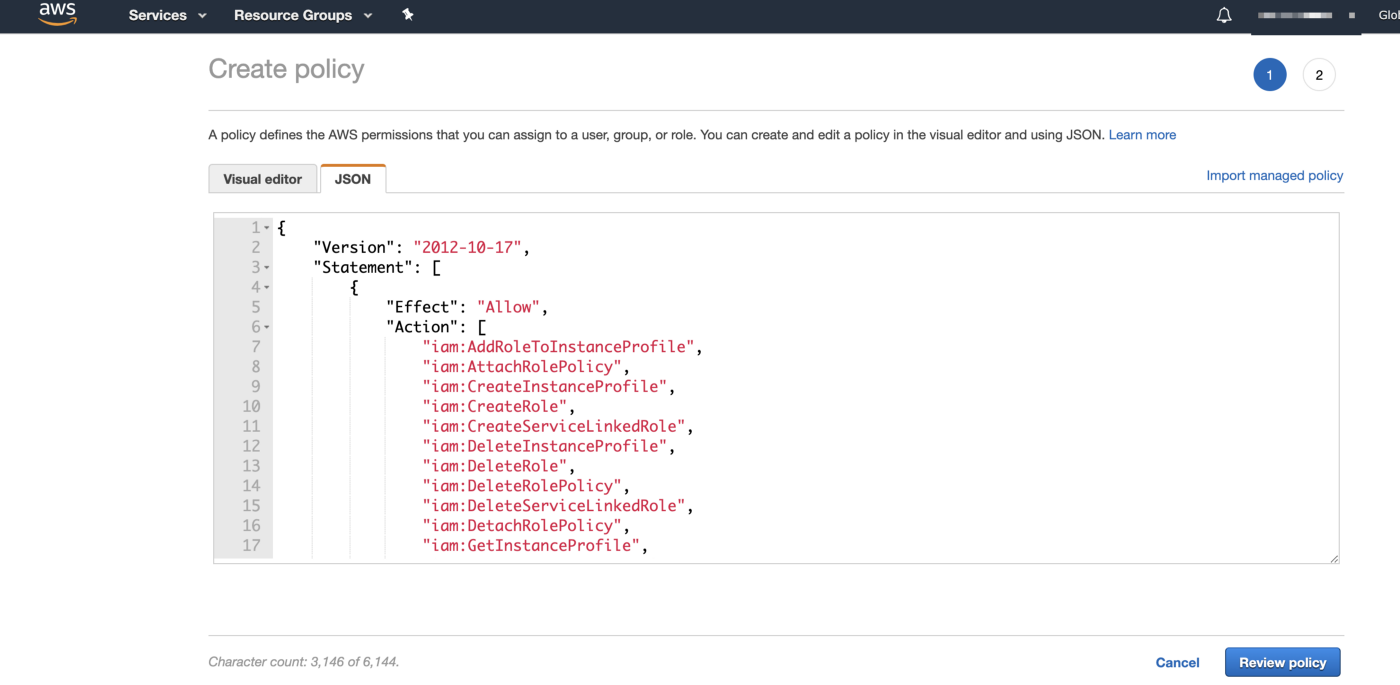 aws Services Resource Groups Glo
Create policy
1 2
A policy defines the AWS permissions that you can assign to a user, group, or role. You can create and edit a policy in the visual editor and using JSON. Learn more
Visual editor JSON Import managed policy
1 {
2 "Version": "2012-10-17",
3 "Statement": [
4 {
5 "Effect": "Allow",
6 "Action": [
7 "iam:AddRoleToInstanceProfile",
8 "iam:AttachRolePolicy",
9 "iam:CreateInstanceProfile",
10 "iam:CreateRole",
11 "iam:CreateServiceLinkedRole",
12 "iam:DeleteInstanceProfile",
13 "iam:DeleteRole",
14 "iam:DeleteRolePolicy",
15 "iam:DeleteServiceLinkedRole",
16 "iam:DetachRolePolicy",
17 "iam:GetInstanceProfile",
Character count: 3,146 of 6,144. Cancel Review policy